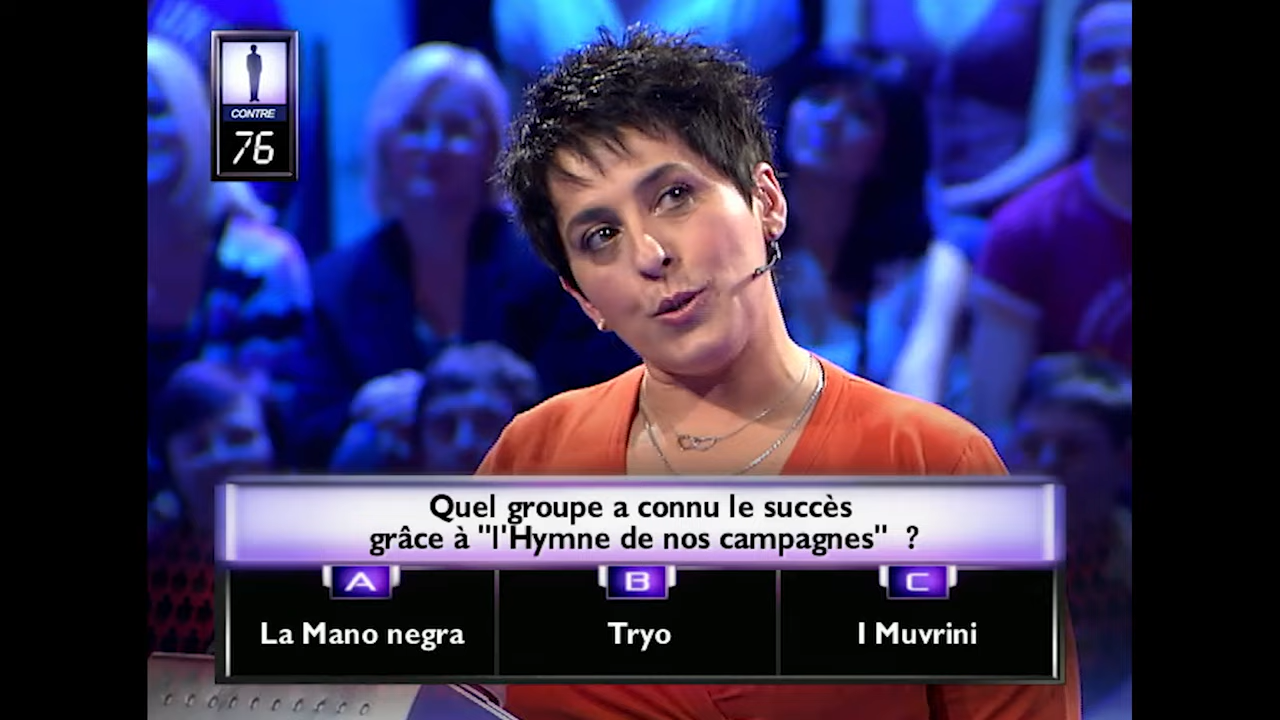 CONTRE
76
Quel groupe a connu le succès
grâce à "l'Hymne de nos campagnes" ?
A
B
C
La Mano negra
Tryo
I Muvrini